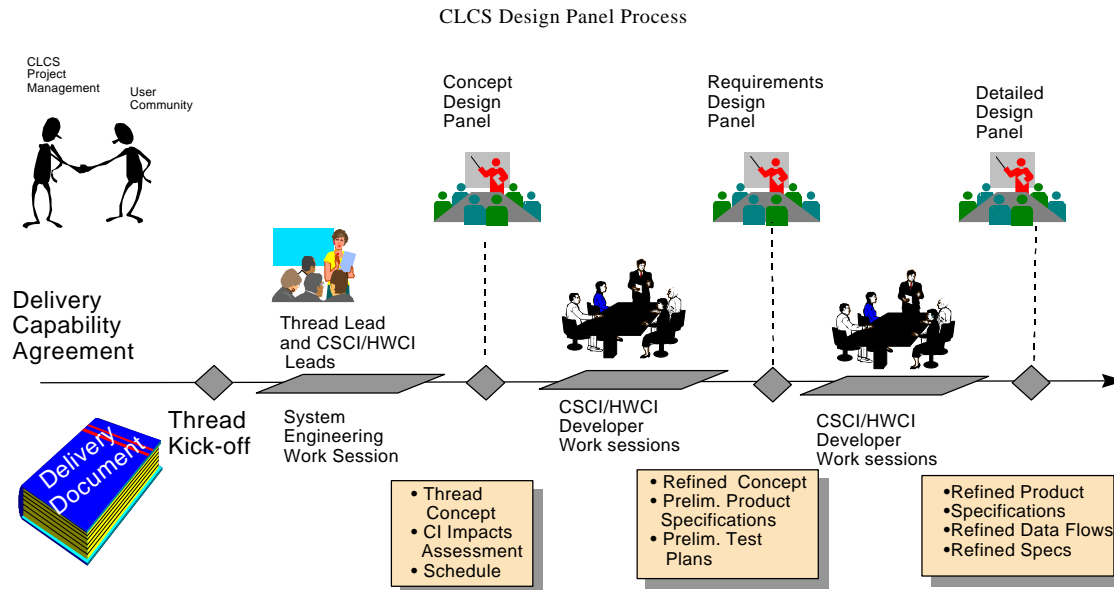 CLCS Design Panel Process
CLCS
Project
Management
User
Community
Concept
Design
Panel
Requirements
Design
Panel
Detailed
Design
Panel
Delivery
Capability
Agreement
Thread Lead
and CSCI/HWCI
Leads
Delivery
Document
Thread
Kick-off
System
Engineering
Work Session
CSCI/HWCI
Developer
Work sessions
CSCI/HWCI
Developer
Work sessions
• Thread
Concept
• CI Impacts
Assessment
• Schedule
• Refined Concept
• Prelim. Product
Specifications
• Prelim. Test
Plans
•Refined Product
•Specifications
•Refined Data Flows
•Refined Specs